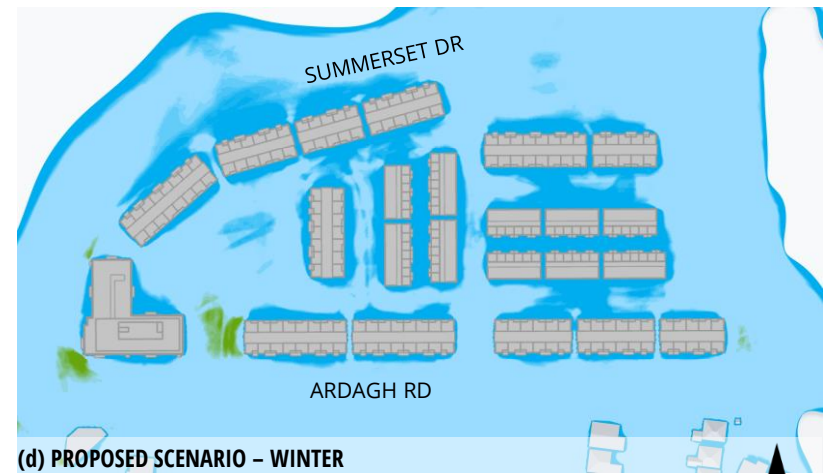 SUMMERSET DR
ARDAGH RD
(d) PROPOSED SCENARIO – WINTER